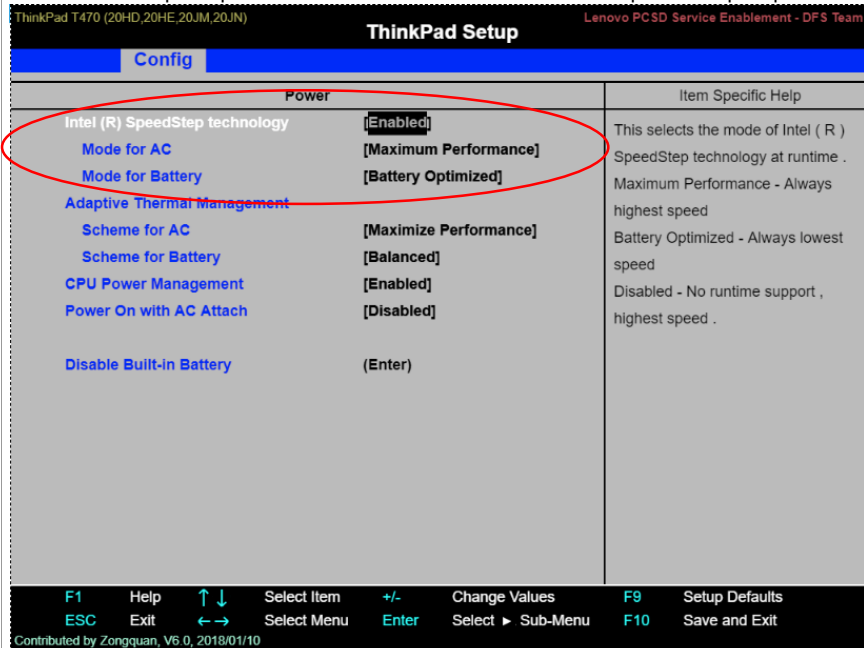 ThinkPad T470 (20HD,20HE,20JM,20JN)
Lenovo PCSD Service Enablement - DFS Team
ThinkPad Setup
Config
Power
Item Specific Help
Intel (R) SpeedStep technology [Enabled]
Mode for AC [Maximum Performance]
Mode for Battery [Battery Optimized]
Adaptive Thermal Management
Scheme for AC [Maximize Performance]
Scheme for Battery [Balanced]
CPU Power Management [Enabled]
Power On with AC Attach [Disabled]
Disable Built-in Battery (Enter)
This selects the mode of Intel ( R )
SpeedStep technology at runtime .
Maximum Performance - Always
highest speed
Battery Optimized - Always lowest
speed
Disabled - No runtime support ,
highest speed .
F1 Help ↑↓ Select Item +/- Change Values F9 Setup Defaults
ESC Exit ←→ Select Menu Enter Select ► Sub-Menu F10 Save and Exit
Contributed by Zongquan, V6.0, 2018/01/10